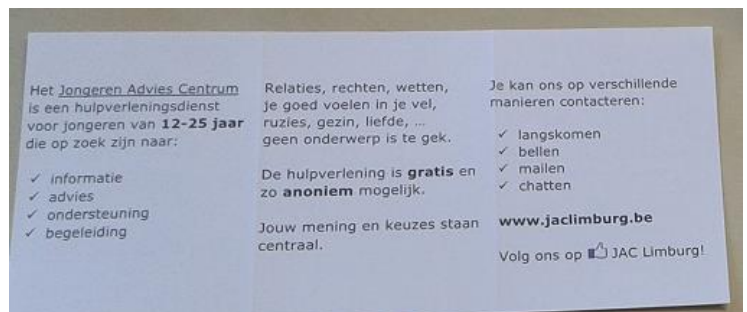 Het Jongeren Advies Centrum
is een hulpverleningsdienst
voor jongeren van 12-25 jaar
die op zoek zijn naar:
✓ informatie
✓ advies
✓ ondersteuning
✓ begeleiding
Relaties, rechten, wetten,
je goed voelen in je vel,
ruzies, gezin, liefde, ...
geen onderwerp is te gek.
De hulpverlening is gratis en
zo anoniem mogelijk.
Jouw mening en keuzes staan
centraal.
Je kan ons op verschillende
manieren contacteren:
✓ langskomen
✓ bellen
✓ mailen
✓ chatten
www.jaclimburg.be
Volg ons op JAC Limburg!